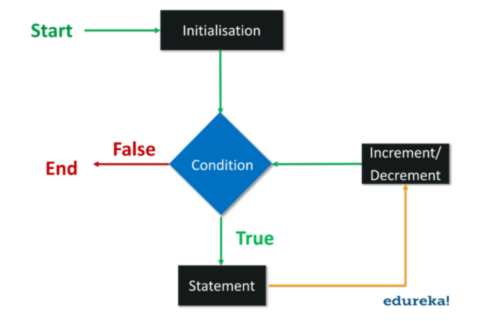 Start
Initialisation
False
End
Condition
Increment/
Decrement
True
Statement
edureka!